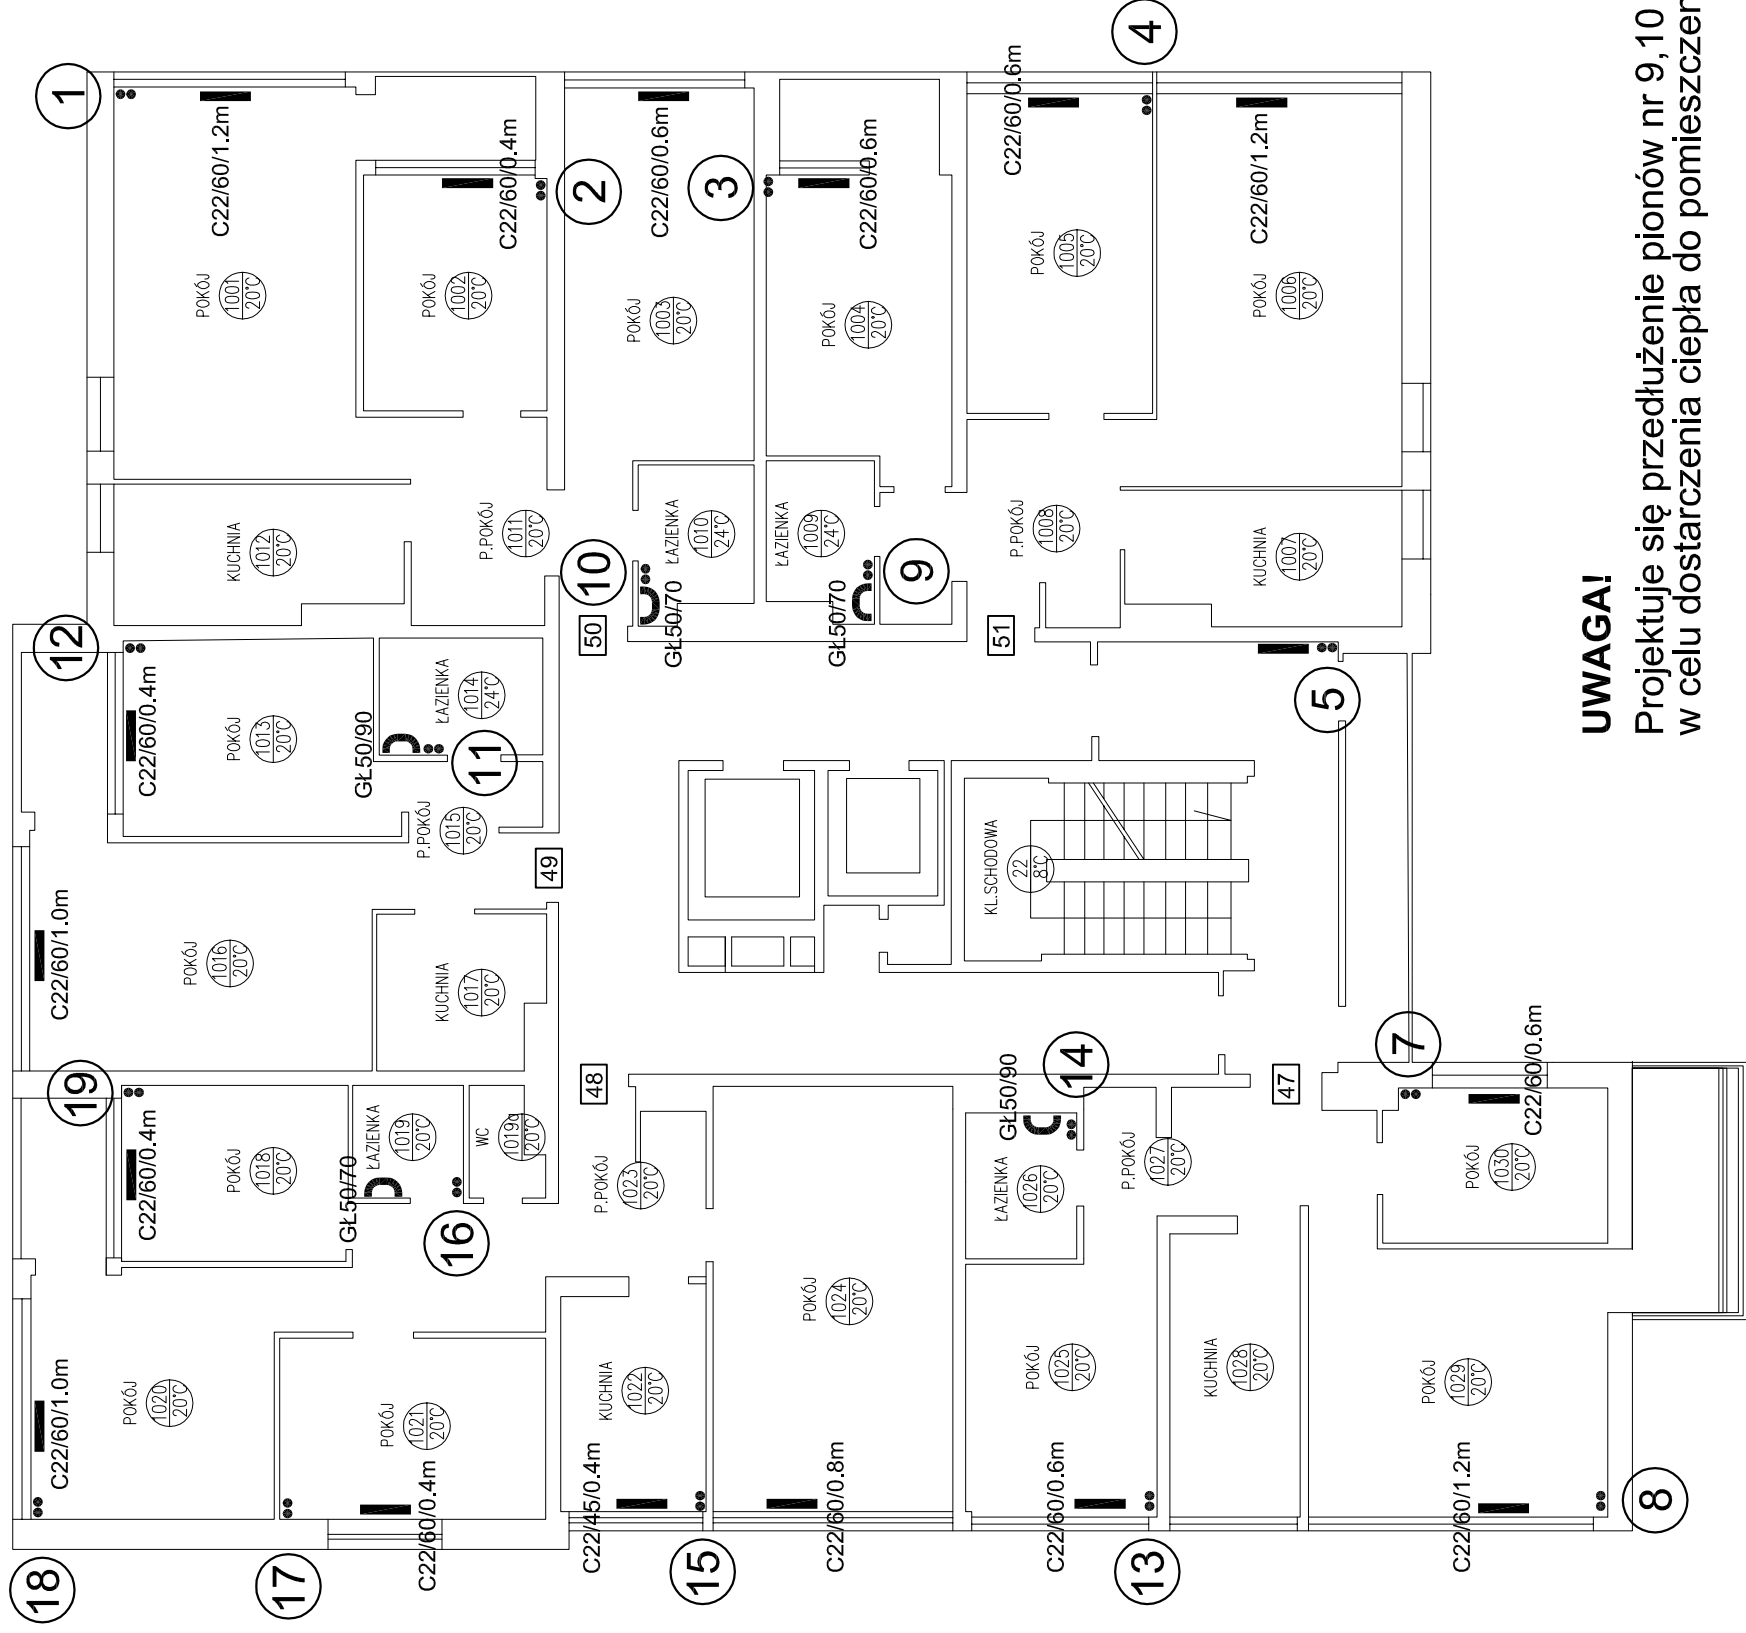 1
C22/60/1.2m
POKÓJ
1001
20°C
C22/60/0.4m
POKÓJ
1002
20°C
2
C22/60/0.6m
POKÓJ
1003
20°C
3
C22/60/0.6m
POKÓJ
1004
20°C
4
C22/60/0.6m
POKÓJ
1005
20°C
C22/60/1.2m
POKÓJ
1006
20°C
KUCHNIA
1007
20°C
P.POKÓJ
1008
20°C
ŁAZIENKA
1009
24°C
9
GŁ50/70
ŁAZIENKA
1010
24°C
10
GŁ50/70
P.POKÓJ
1011
20°C
KUCHNIA
1012
20°C
50
51
5
12
C22/60/0.4m
POKÓJ
1013
20°C
GŁ50/90
ŁAZIENKA
1014
24°C
11
P.POKÓJ
1015
20°C
49
C22/60/1.0m
POKÓJ
1016
20°C
KUCHNIA
1017
20°C
KL.SCHODOWA
22
8°C
19
C22/60/0.4m
POKÓJ
1018
20°C
GŁ50/70
ŁAZIENKA
1019
20°C
WC
1019a
20°C
16
48
C22/60/1.0m
POKÓJ
1020
20°C
18
POKÓJ
1021
20°C
C22/60/0.4m
17
KUCHNIA
1022
20°C
C22/45/0.4m
15
P.POKÓJ
1023
20°C
POKÓJ
1024
20°C
C22/60/0.8m
POKÓJ
1025
20°C
C22/60/0.6m
13
GŁ50/90
14
ŁAZIENKA
1026
20°C
P.POKÓJ
1027
20°C
47
KUCHNIA
1028
20°C
POKÓJ
1029
20°C
C22/60/1.2m
8
7
C22/60/0.6m
POKÓJ
1030
20°C
UWAGA!
Projektuje się przedłużenie pionów nr 9,10
w celu dostarczenia ciepła do pomieszczeń